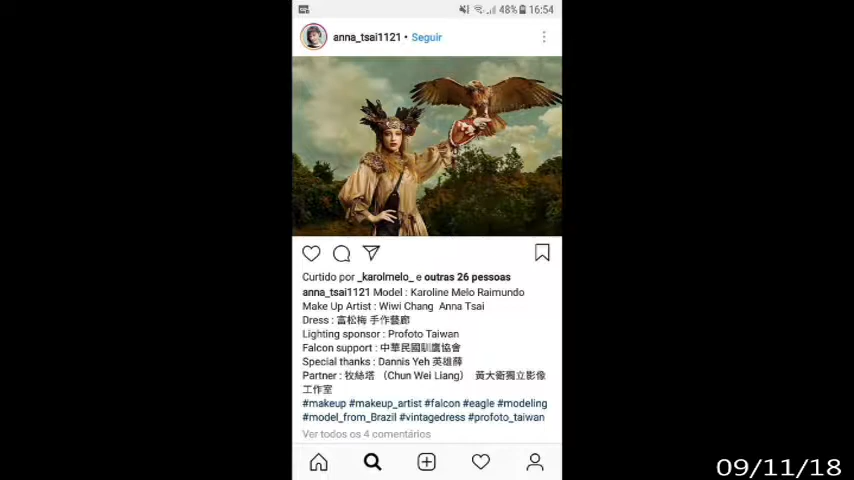 48% 16:54
anna_tsai1121 • Seguir
Curtido por _karolmelo_ e outras 26 pessoas
anna_tsai1121 Model : Karoline Melo Raimundo
Make Up Artist : Wiwi Chang Anna Tsai
Dress : 富松梅 手作藝廊
Lighting sponsor : Profoto Taiwan
Falcon support : 中華民國馴鷹協會
Special thanks : Dannis Yeh 英雄薛
Partner : 牧絲塔 （Chun Wei Liang） 黃大衛獨立影像
工作室
#makeup #makeup_artist #falcon #eagle #modeling
#model_from_Brazil #vintagedress #profoto_taiwan
Ver todos os 4 comentários
09/11/18